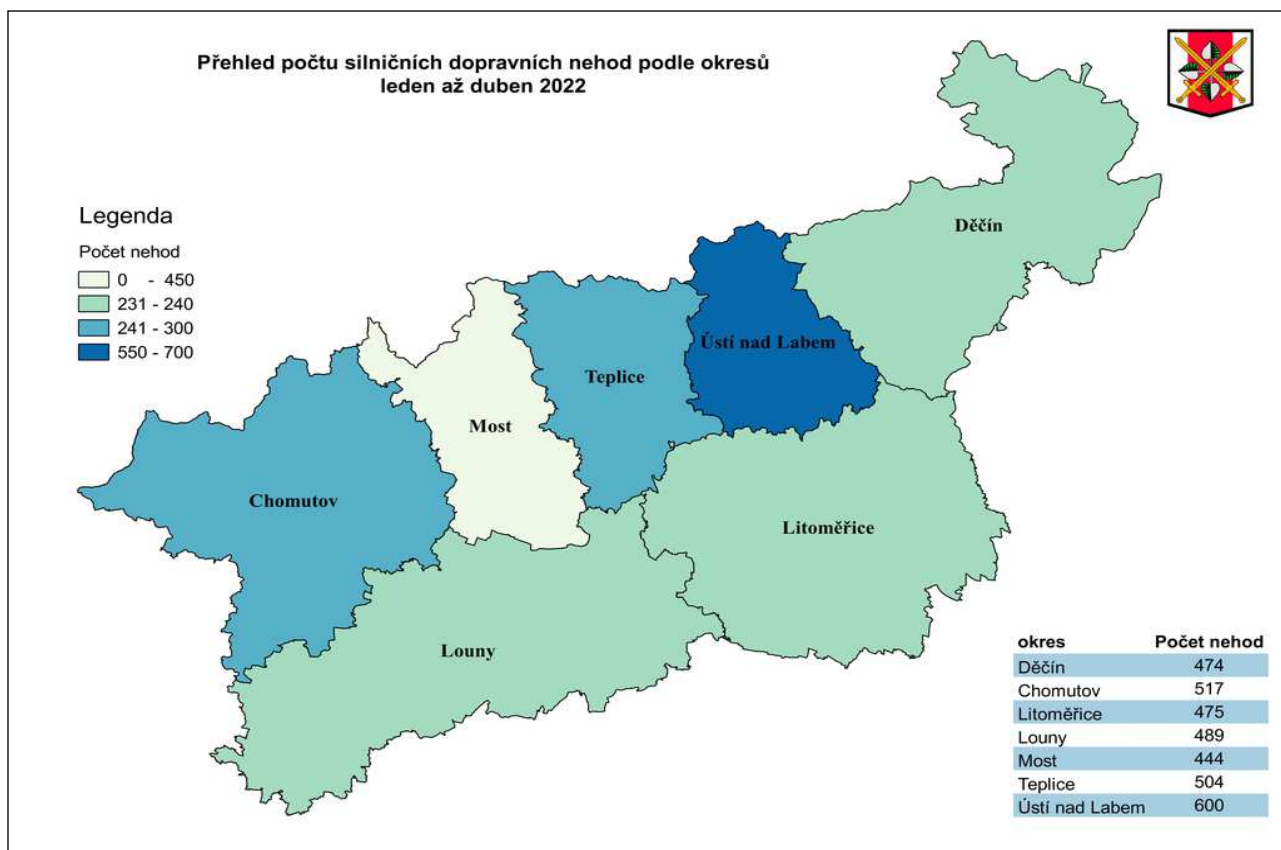 Přehled počtu silničních dopravních nehod podle okresů
leden až duben 2022
Legenda
Počet nehod
0 - 450
231 - 240
241 - 300
550 - 700
Děčín
Ústí nad Labem
Teplice
Most
Chomutov
Litoměřice
Louny
okres Počet nehod
Děčín 474
Chomutov 517
Litoměřice 475
Louny 489
Most 444
Teplice 504
Ústí nad Labem 600